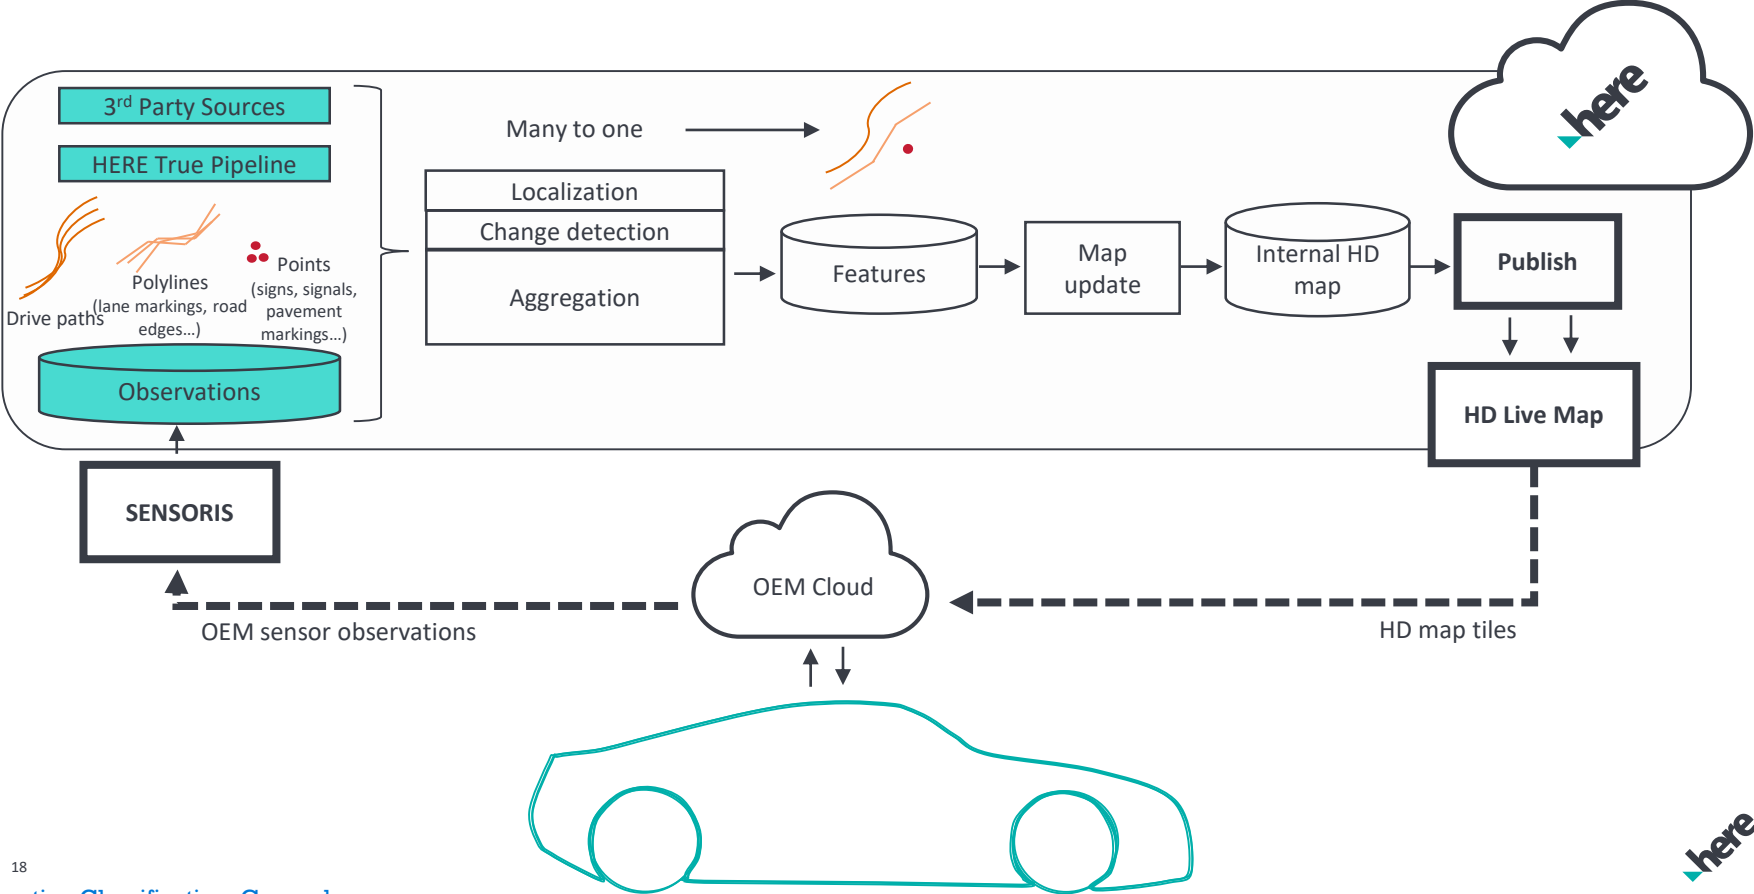 here
3rd Party Sources
HERE True Pipeline
Many to one
Localization
Change detection
Aggregation
Drive paths
Polylines
(lane markings, road
edges...)
Points
(signs, signals,
pavement
markings...)
Observations
Features
Map
update
Internal HD
map
Publish
HD Live Map
SENSORIS
OEM Cloud
OEM sensor observations
HD map tiles
18
here